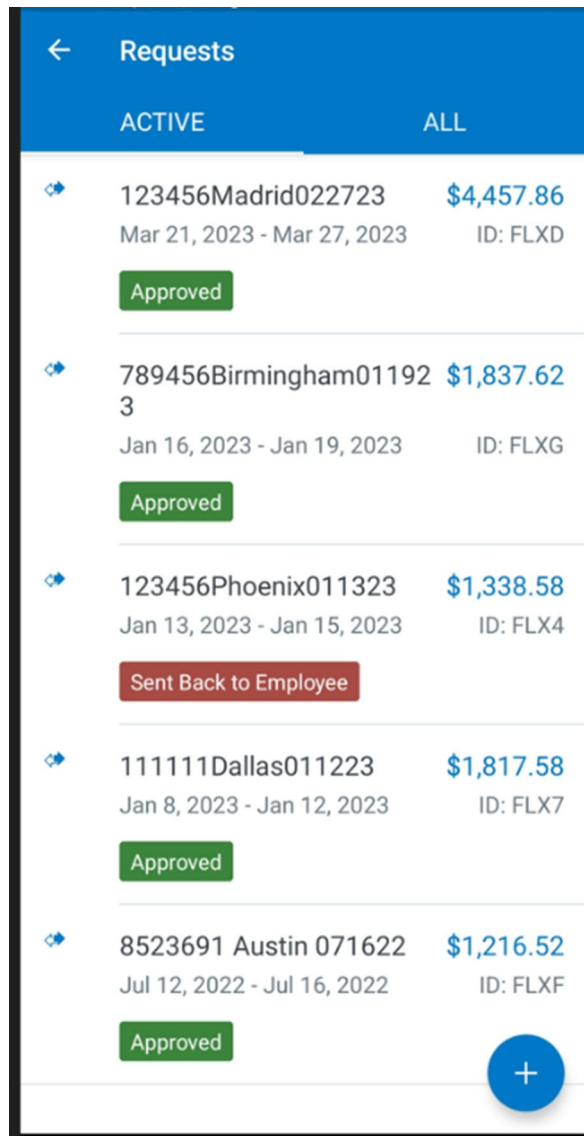 Requests
ACTIVE ALL
123456Madrid022723 $4,457.86
Mar 21, 2023 - Mar 27, 2023 ID: FLXD
Approved
789456Birmingham01192 $1,837.62
3
Jan 16, 2023 - Jan 19, 2023 ID: FLXG
Approved
123456Phoenix011323 $1,338.58
Jan 13, 2023 - Jan 15, 2023 ID: FLX4
Sent Back to Employee
111111Dallas011223 $1,817.58
Jan 8, 2023 - Jan 12, 2023 ID: FLX7
Approved
8523691 Austin 071622 $1,216.52
Jul 12, 2022 - Jul 16, 2022 ID: FLXF
Approved